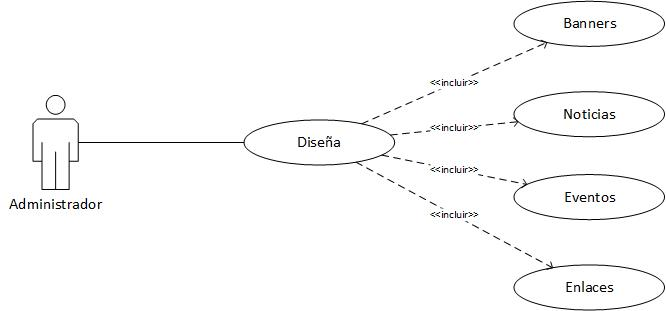 Banners
<<incluir>>
Noticias
<<incluir>>
Diseña
<<incluir>>
Eventos
Administrador
<<incluir>>
Enlaces